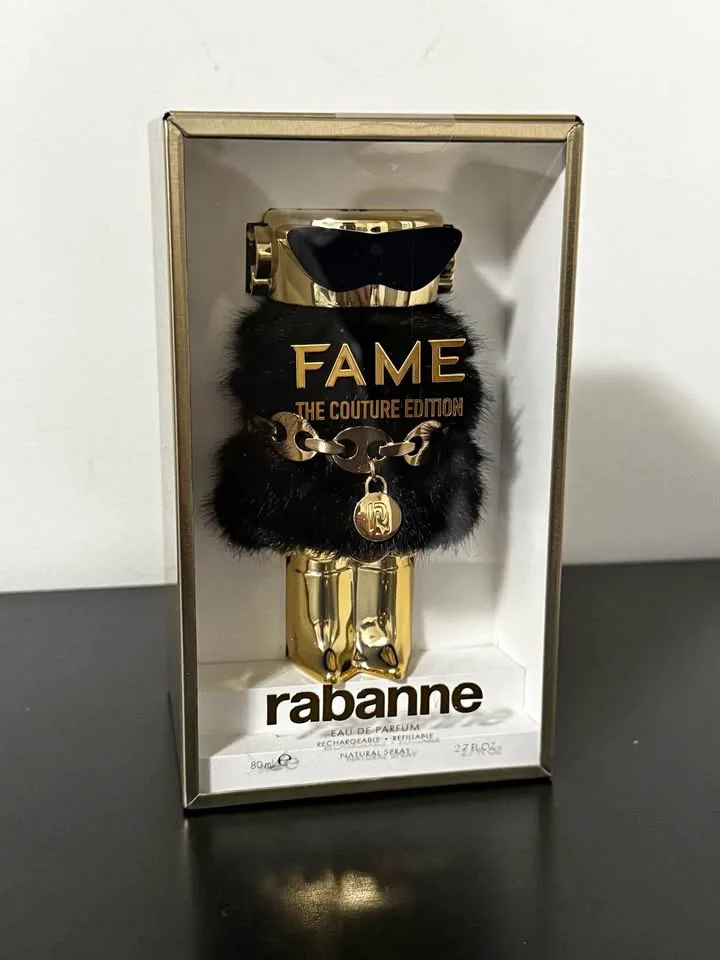 FAME
THE COUTURE EDITION
R
rabanne
EAU DE PARFUM
RECHARGEABLE • REFILLABLE
NATURAL SPRAY
80 ml e
2.7 FL OZ